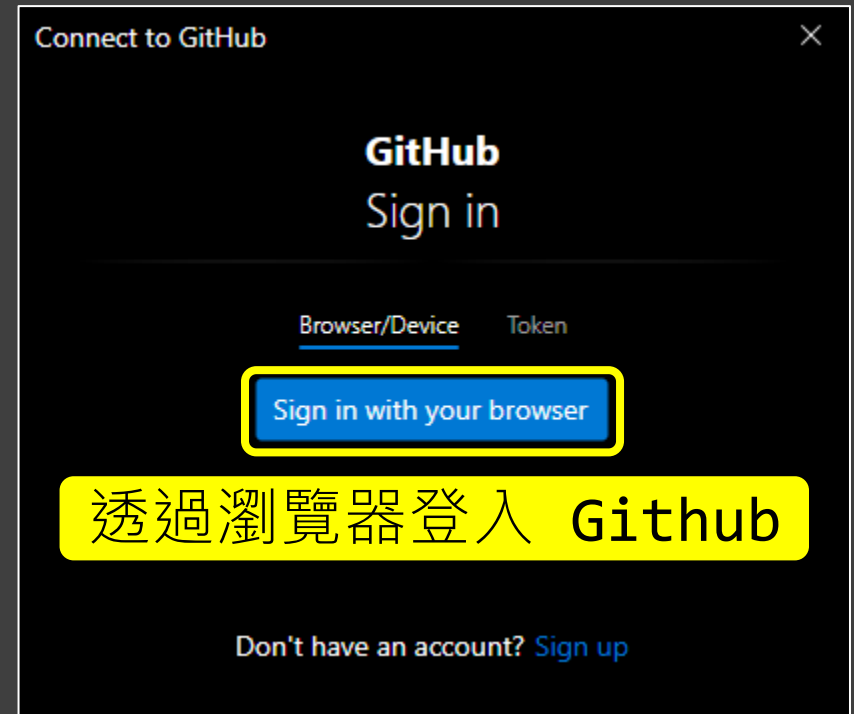 Connect to GitHub
GitHub
Sign in
Browser/Device Token
Sign in with your browser
透過瀏覽器登入 Github
Don't have an account? Sign up